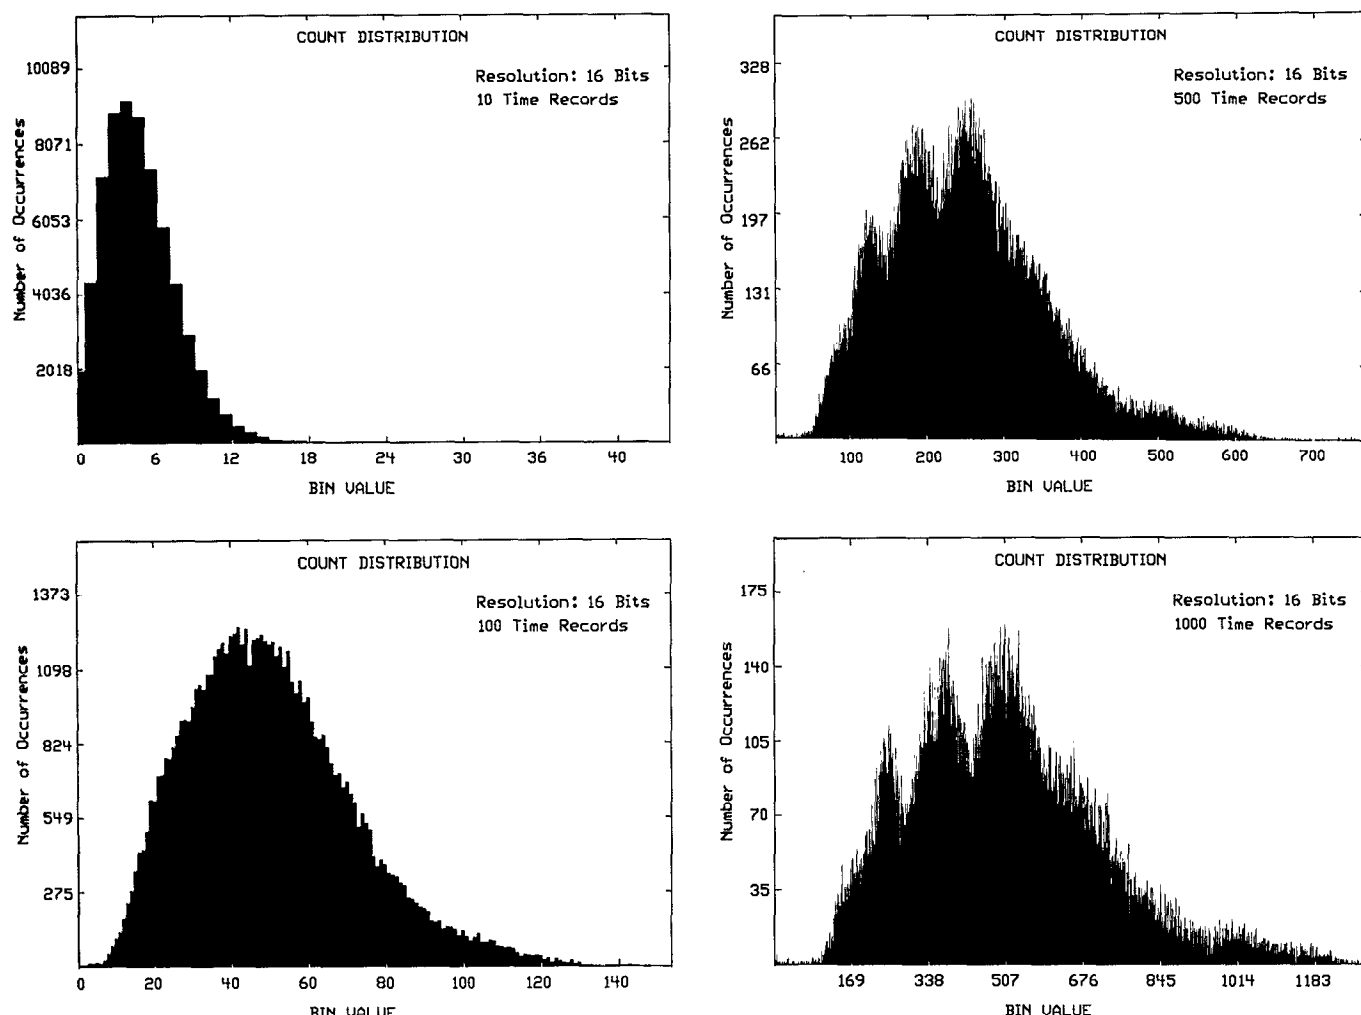 COUNT DISTRIBUTION
Resolution: 16 Bits
10 Time Records
Number of Occurrences
10089
8071
6053
4036
2018
0 6 12 18 24 30 36 40
BIN VALUE
COUNT DISTRIBUTION
Resolution: 16 Bits
500 Time Records
Number of Occurrences
328
262
197
131
66
100 200 300 400 500 600 700
BIN VALUE
COUNT DISTRIBUTION
Resolution: 16 Bits
100 Time Records
Number of Occurrences
1373
1098
824
549
275
0 20 40 60 80 100 120 140
BIN VALUE
COUNT DISTRIBUTION
Resolution: 16 Bits
1000 Time Records
Number of Occurrences
175
140
105
70
35
169 338 507 676 845 1014 1183
BIN VALUE